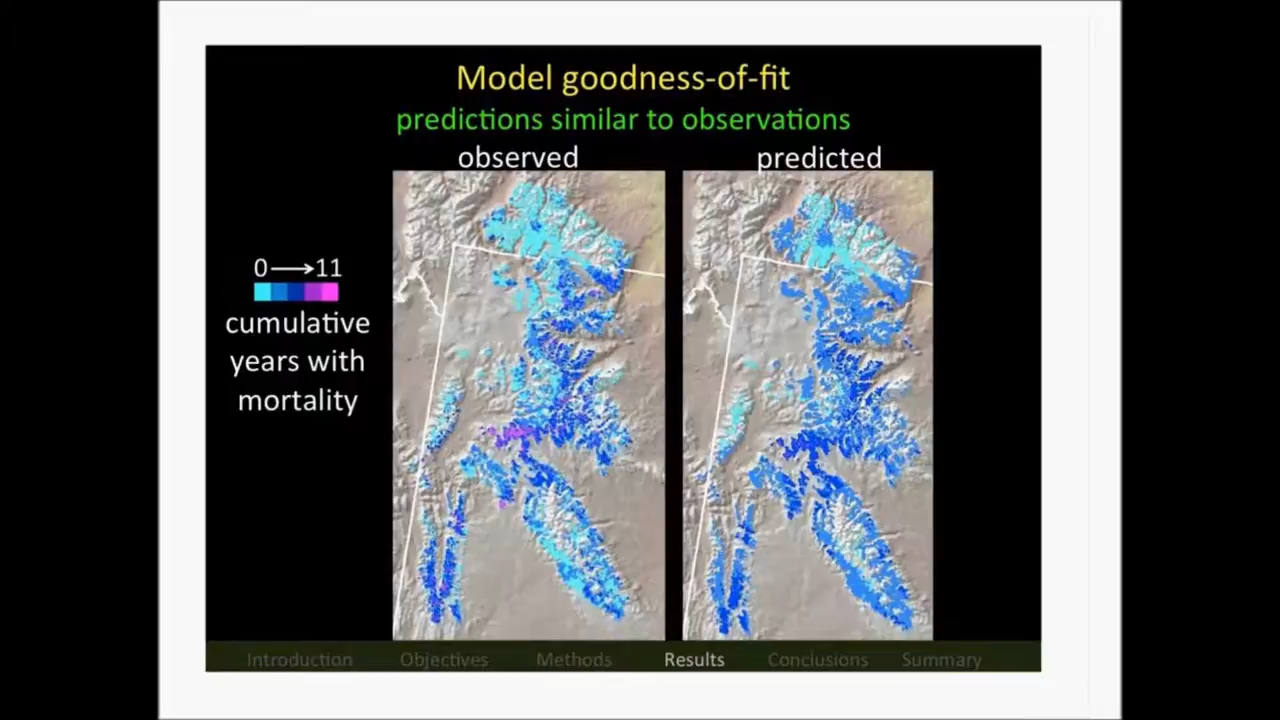 Model goodness-of-fit
predictions similar to observations
observed
predicted
0→11
cumulative
years with
mortality
Introduction Objectives Methods Results Conclusions Summary